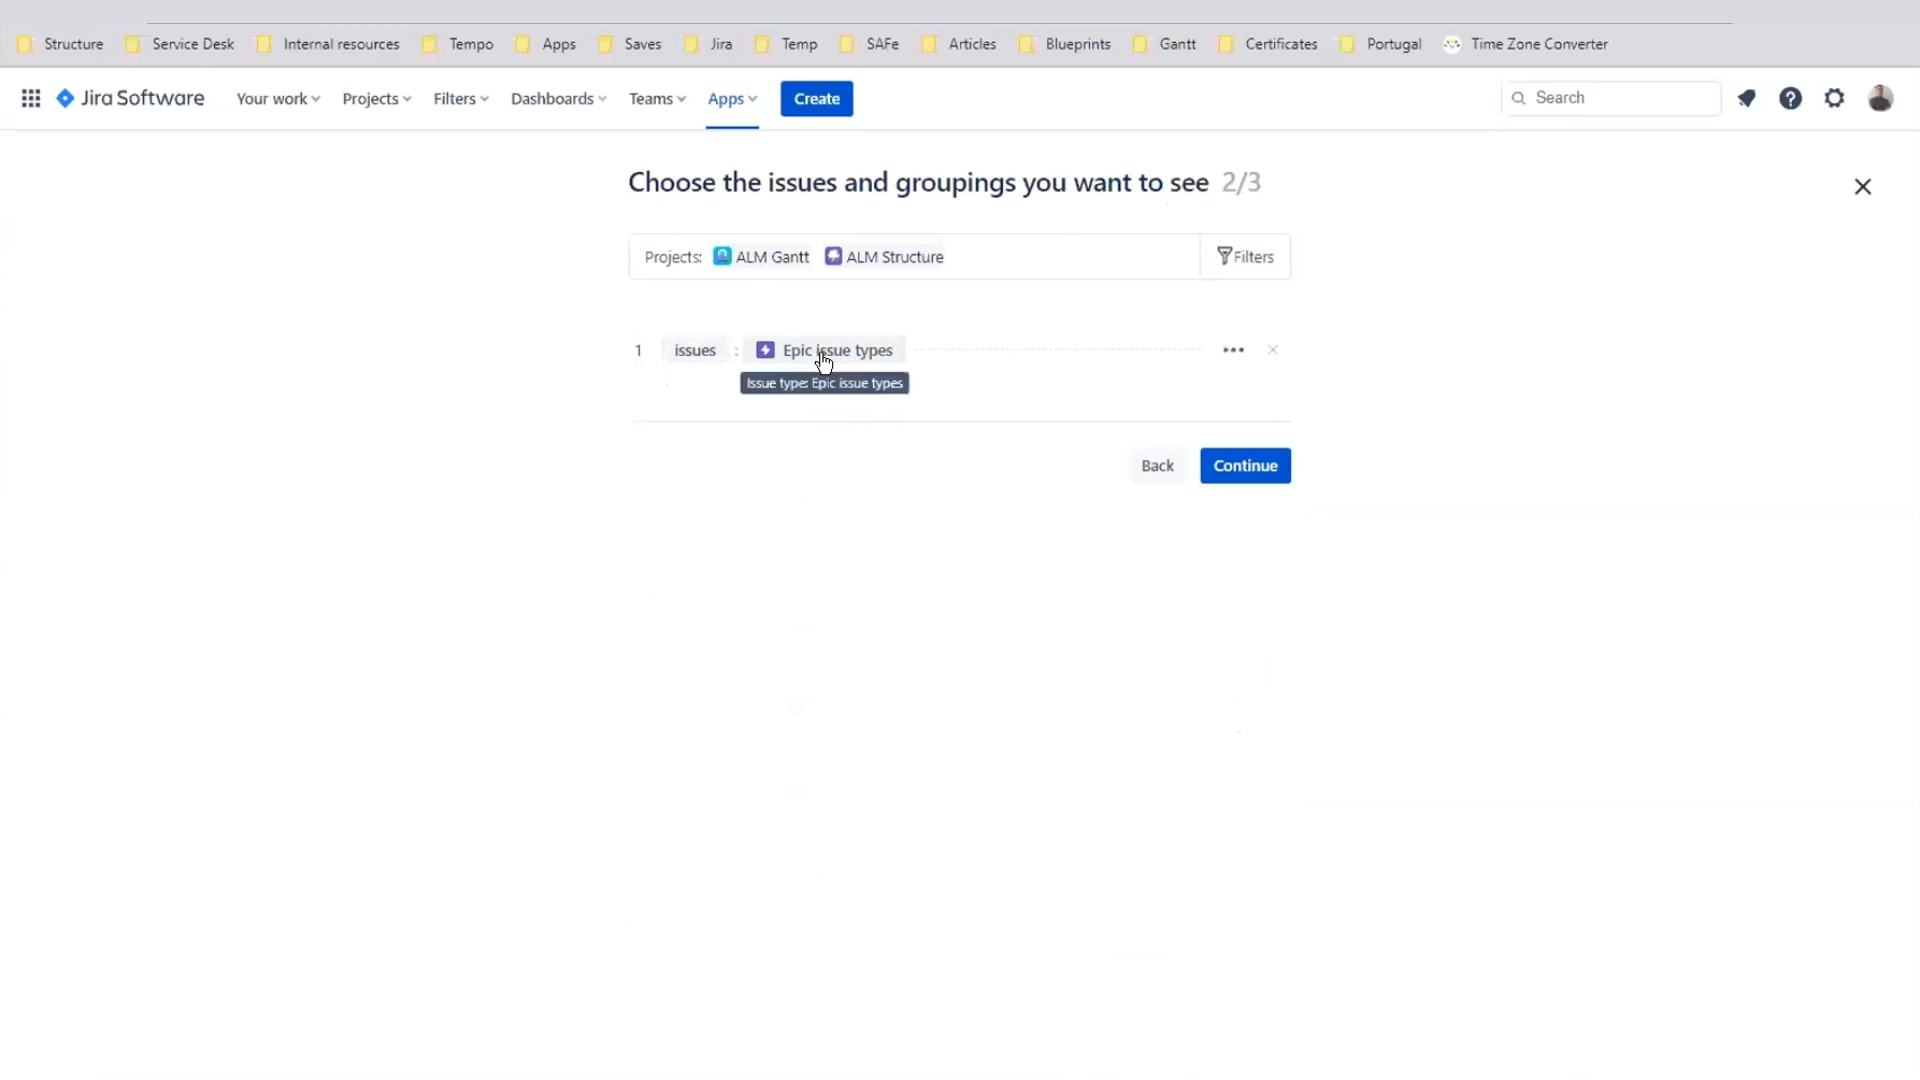 Structure Service Desk Internal resources Tempo Apps Saves Jira Temp SAFe Articles Blueprints Gantt Certificates Portugal Time Zone Converter
Jira Software Your work Projects Filters Dashboards Teams Apps Create Search
Choose the issues and groupings you want to see 2/3
Projects: ALM Gantt ALM Structure Filters
1 issues : Epic issue types
Issue type: Epic issue types
Back Continue